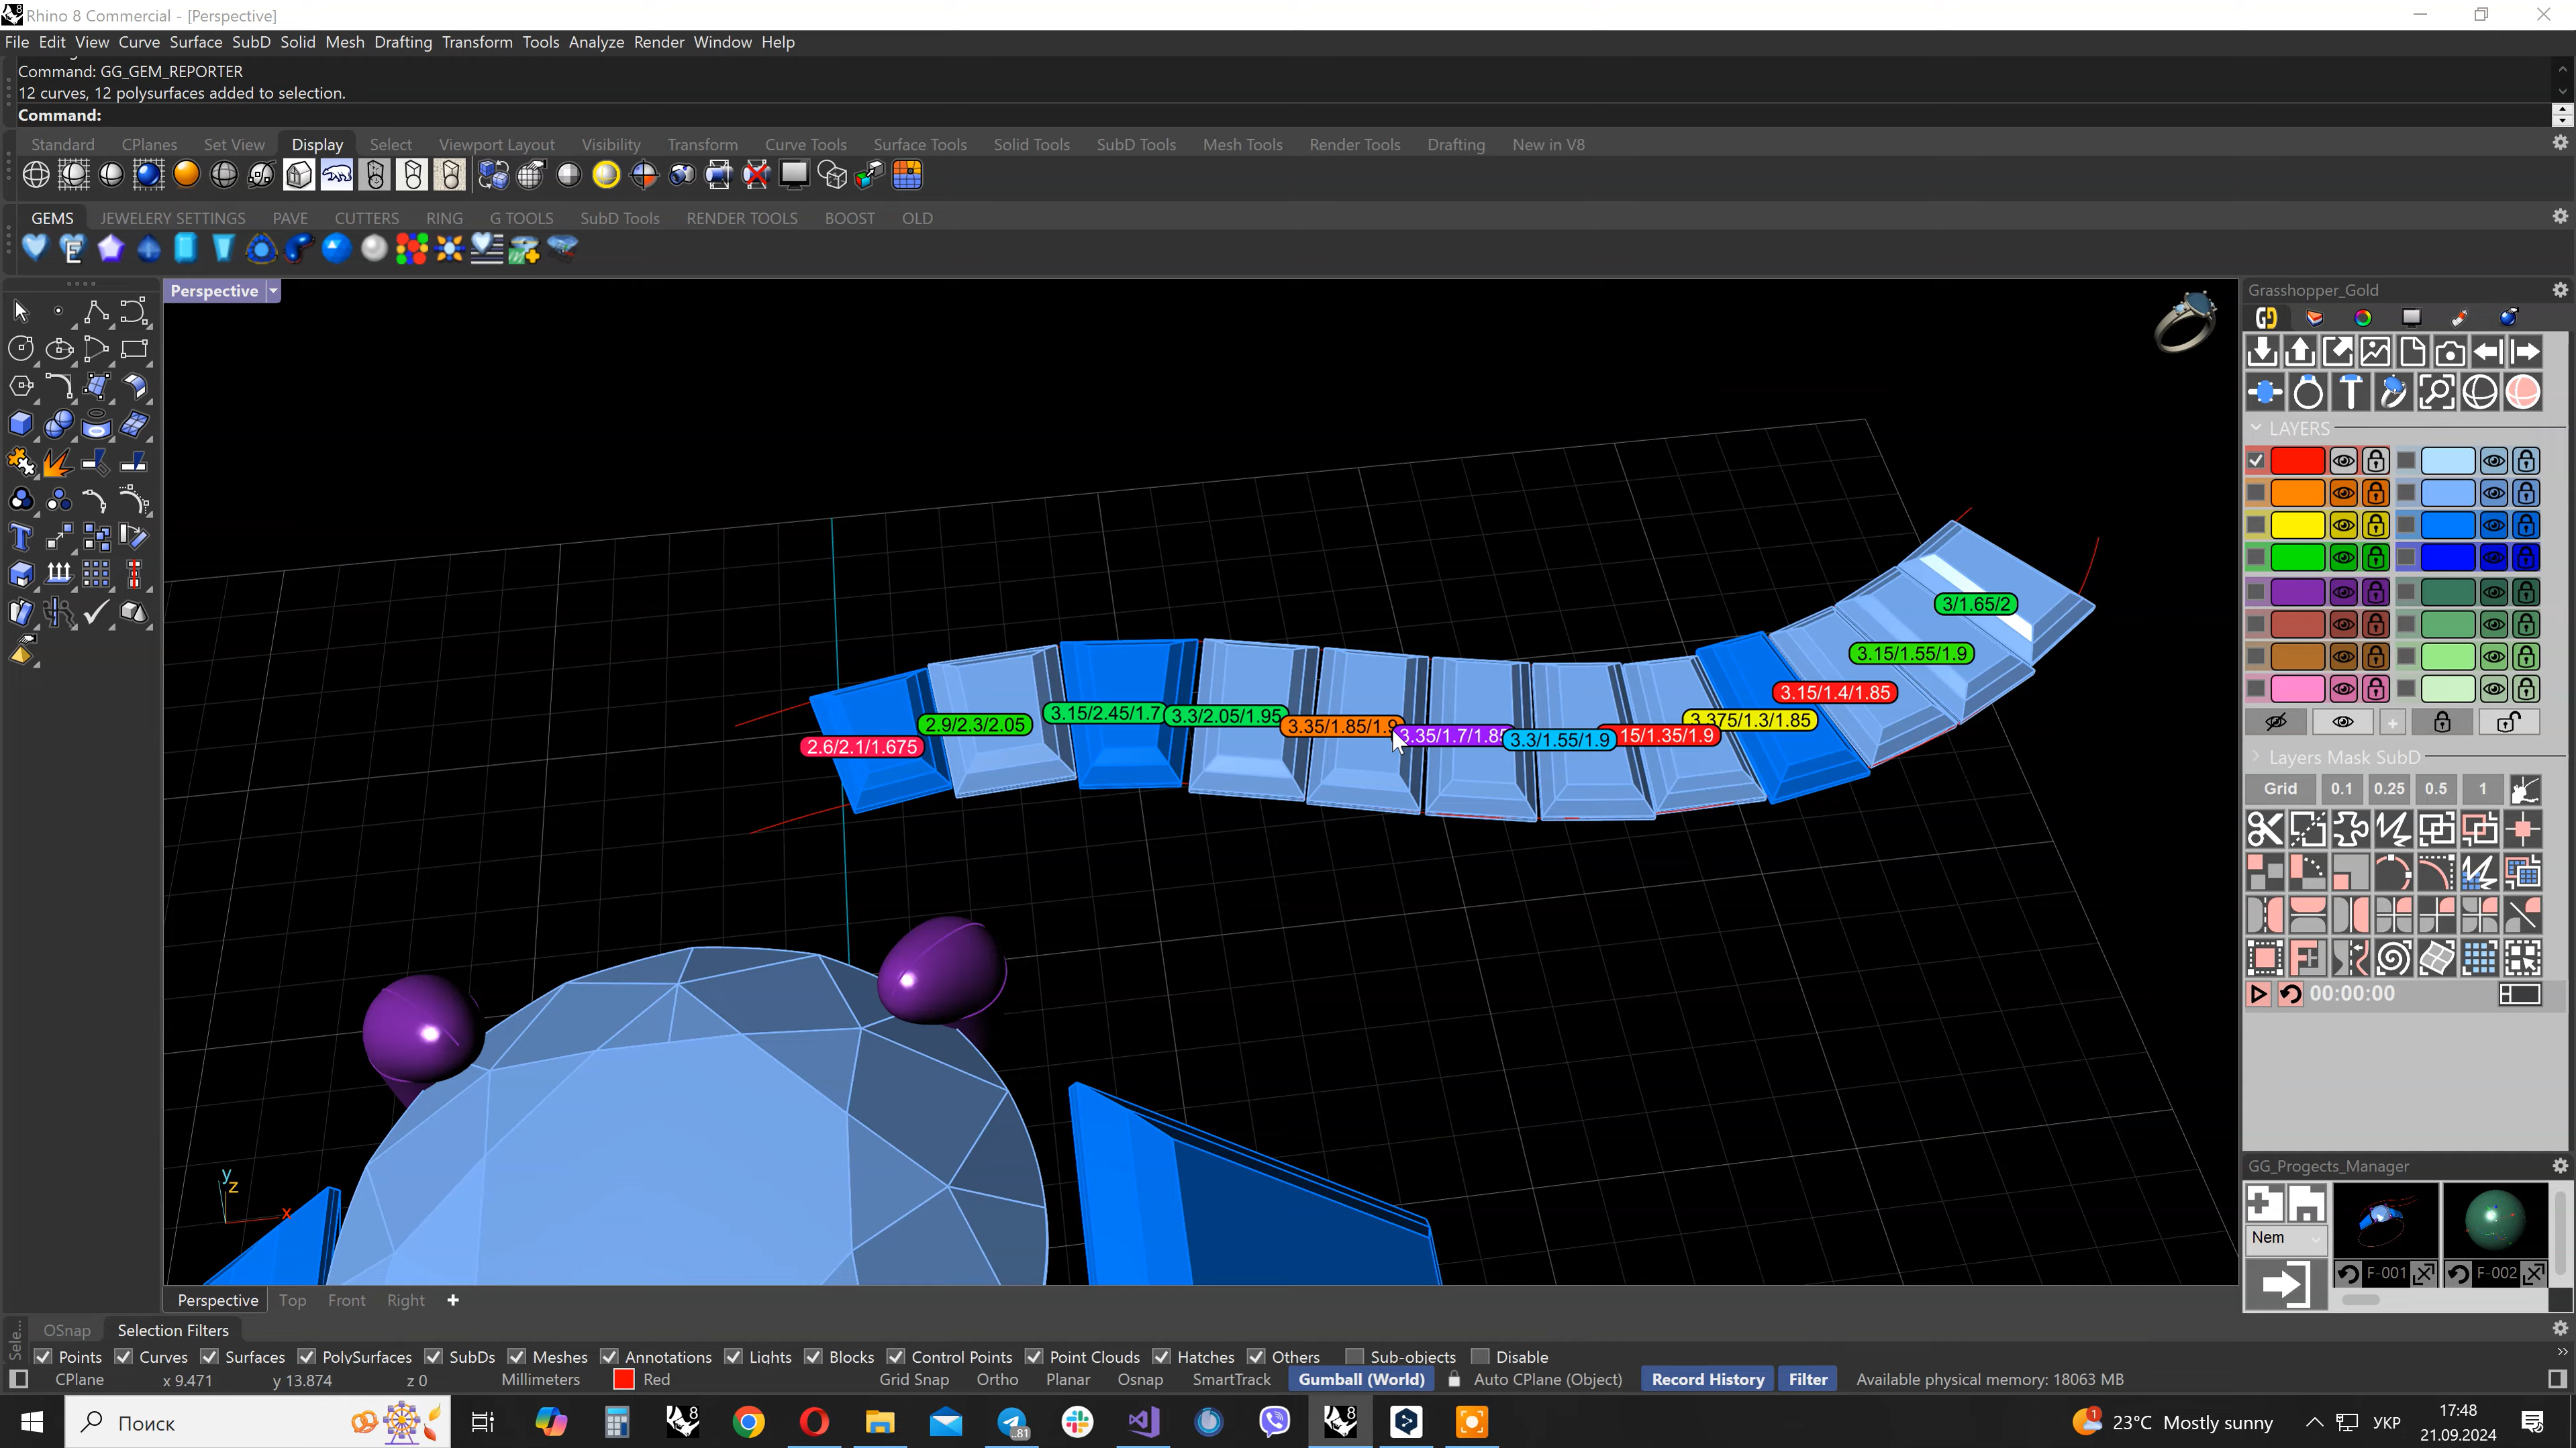 Rhino 8 Commercial - [Perspective]
File Edit View Curve Surface SubD Solid Mesh Drafting Transform Tools Analyze Render Window Help
Command: GG_GEM_REPORTER
12 curves, 12 polysurfaces added to selection.
Command:
Standard CPlanes Set View Display Select Viewport Layout Visibility Transform Curve Tools Surface Tools Solid Tools SubD Tools Mesh Tools Render Tools Drafting New in V8
GEMS JEWELERY SETTINGS PAVE CUTTERS RING G TOOLS SubD Tools RENDER TOOLS BOOST OLD
Perspective
Grasshopper_Gold
LAYERS
3/1.65/2
3.15/1.55/1.9
3.15/1.4/1.85
3.375/1.3/1.85
15/1.35/1.9
3.3/1.55/1.9
3.35/1.7/1.85
3.35/1.85/1.9
3.3/2.05/1.95
3.15/2.45/1.7
2.9/2.3/2.05
2.6/2.1/1.675
Layers Mask SubD
Grid 0.1 0.25 0.5 1
00:00:00
y
z
x
GG_Progects_Manager
Nem
F-001 F-002
Perspective Top Front Right
Sele...
OSnap Selection Filters
Points Curves Surfaces PolySurfaces SubDs Meshes Annotations Lights Blocks Control Points Point Clouds Hatches Others Sub-objects Disable
CPlane x 9.471 y 13.874 z 0 Millimeters Red Grid Snap Ortho Planar Osnap SmartTrack Gumball (World) Auto CPlane (Object) Record History Filter Available physical memory: 18063 MB
Поиск
..81
8
1
23°C Mostly sunny
УКР
17:48
21.09.2024